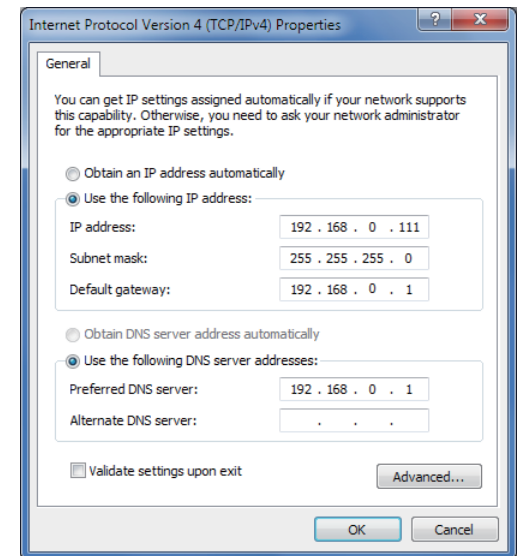 Internet Protocol Version 4 (TCP/IPv4) Properties
General
You can get IP settings assigned automatically if your network supports
this capability. Otherwise, you need to ask your network administrator
for the appropriate IP settings.
Obtain an IP address automatically
Use the following IP address:
IP address: 192 . 168 . 0 . 111
Subnet mask: 255 . 255 . 255 . 0
Default gateway: 192 . 168 . 0 . 1
Obtain DNS server address automatically
Use the following DNS server addresses:
Preferred DNS server: 192 . 168 . 0 . 1
Alternate DNS server: . . .
Validate settings upon exit
Advanced...
OK Cancel